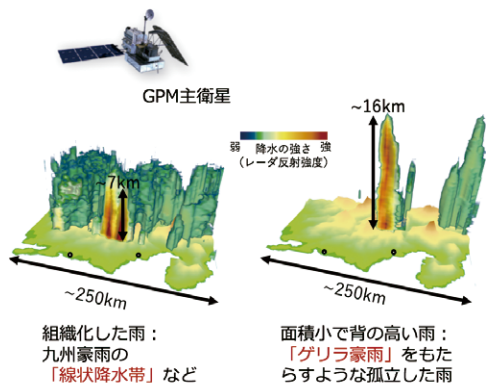 GPM主衛星
~16km
弱 降水の強さ 強
(レーダ反射強度)
~7km
~250km
~250km
組織化した雨：
九州豪雨の
「線状降水帯」など
面積小で背の高い雨：
「ゲリラ豪雨」をもた
らすような孤立した雨